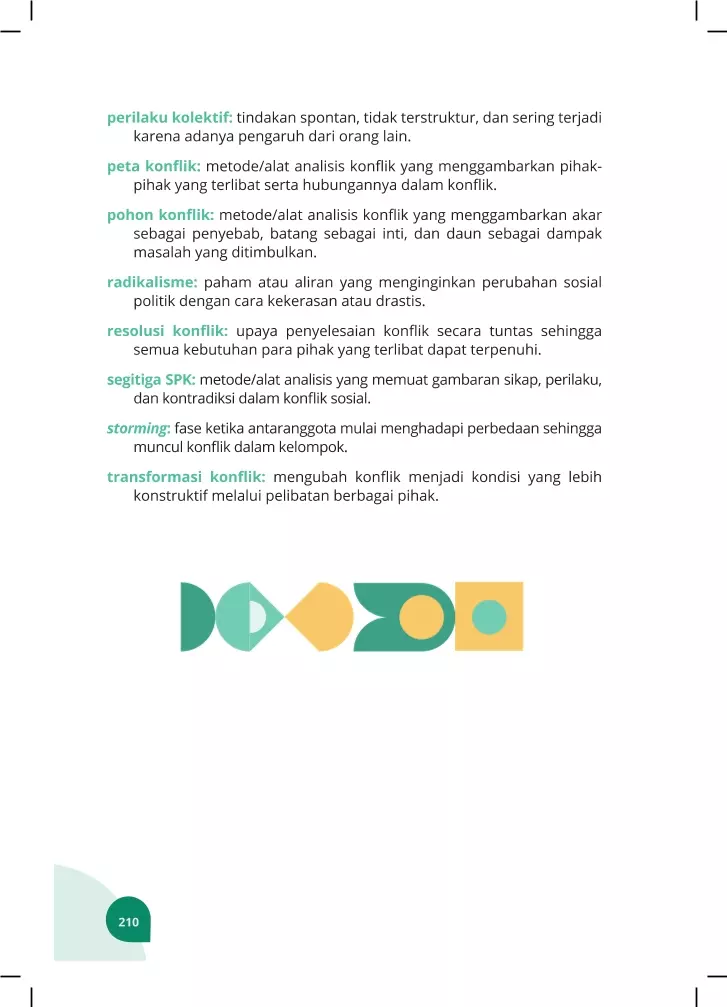 perilaku kolektif: tindakan spontan, tidak terstruktur, dan sering terjadi
karena adanya pengaruh dari orang lain.
peta konflik: metode/alat analisis konflik yang menggambarkan pihak-
pihak yang terlibat serta hubungannya dalam konflik.
pohon konflik: metode/alat analisis konflik yang menggambarkan akar
sebagai penyebab, batang sebagai inti, dan daun sebagai dampak
masalah yang ditimbulkan.
radikalisme: paham atau aliran yang menginginkan perubahan sosial
politik dengan cara kekerasan atau drastis.
resolusi konflik: upaya penyelesaian konflik secara tuntas sehingga
semua kebutuhan para pihak yang terlibat dapat terpenuhi.
segitiga SPK: metode/alat analisis yang memuat gambaran sikap, perilaku,
dan kontradiksi dalam konflik sosial.
storming: fase ketika antaranggota mulai menghadapi perbedaan sehingga
muncul konflik dalam kelompok.
transformasi konflik: mengubah konflik menjadi kondisi yang lebih
konstruktif melalui pelibatan berbagai pihak.
210